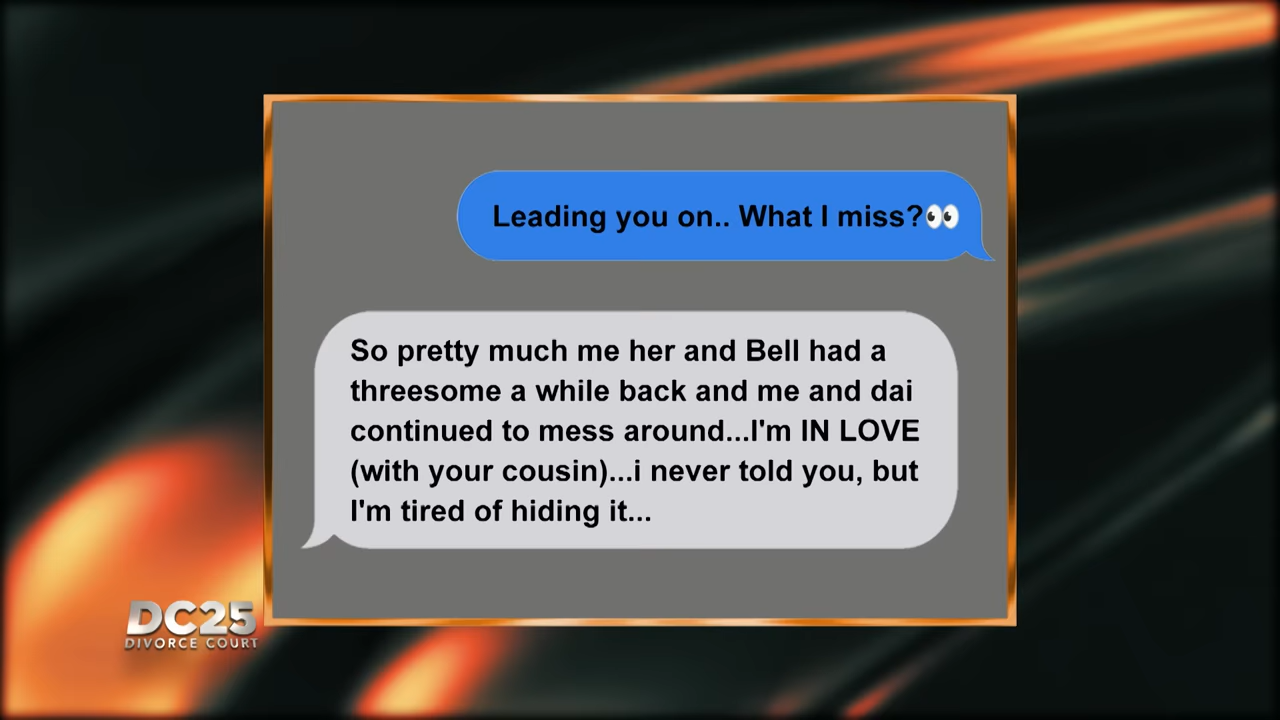 Leading you on.. What I miss?👀
So pretty much me her and Bell had a
threesome a while back and me and dai
continued to mess around...I'm IN LOVE
(with your cousin)...i never told you, but
I'm tired of hiding it...
DC25
DIVORCE COURT